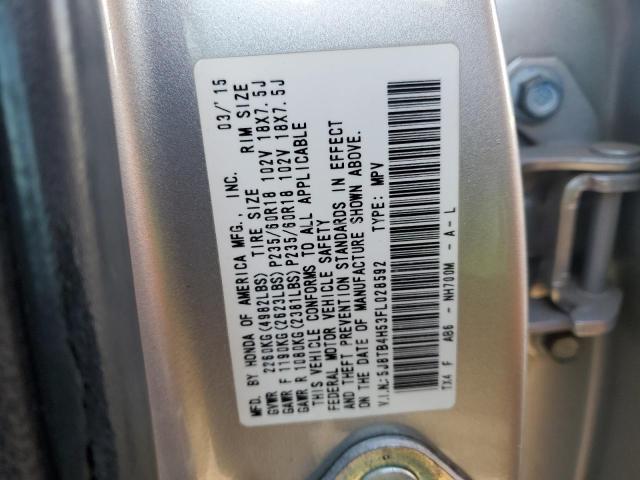 MFD. BY HONDA OF AMERICA MFG., INC. 03/'15
GVWR 2260KG(4982LBS) TIRE SIZE RIM SIZE
GAWR F 1190KG(2623LBS)P235/60R18 102V 18X7.5J
GAWR R 1080KG(2381LBS)P235/60R18 102V 18X7.5J
THIS VEHICLE CONFORMS TO ALL APPLICABLE
FEDERAL MOTOR VEHICLE SAFETY
AND THEFT PREVENTION STANDARDS IN EFFECT
ON THE DATE OF MANUFACTURE SHOWN ABOVE.
V.I.N.:5J8TB4H53FL028592 TYPE: MPV
TX4 F AB6 - NH700M - A - L